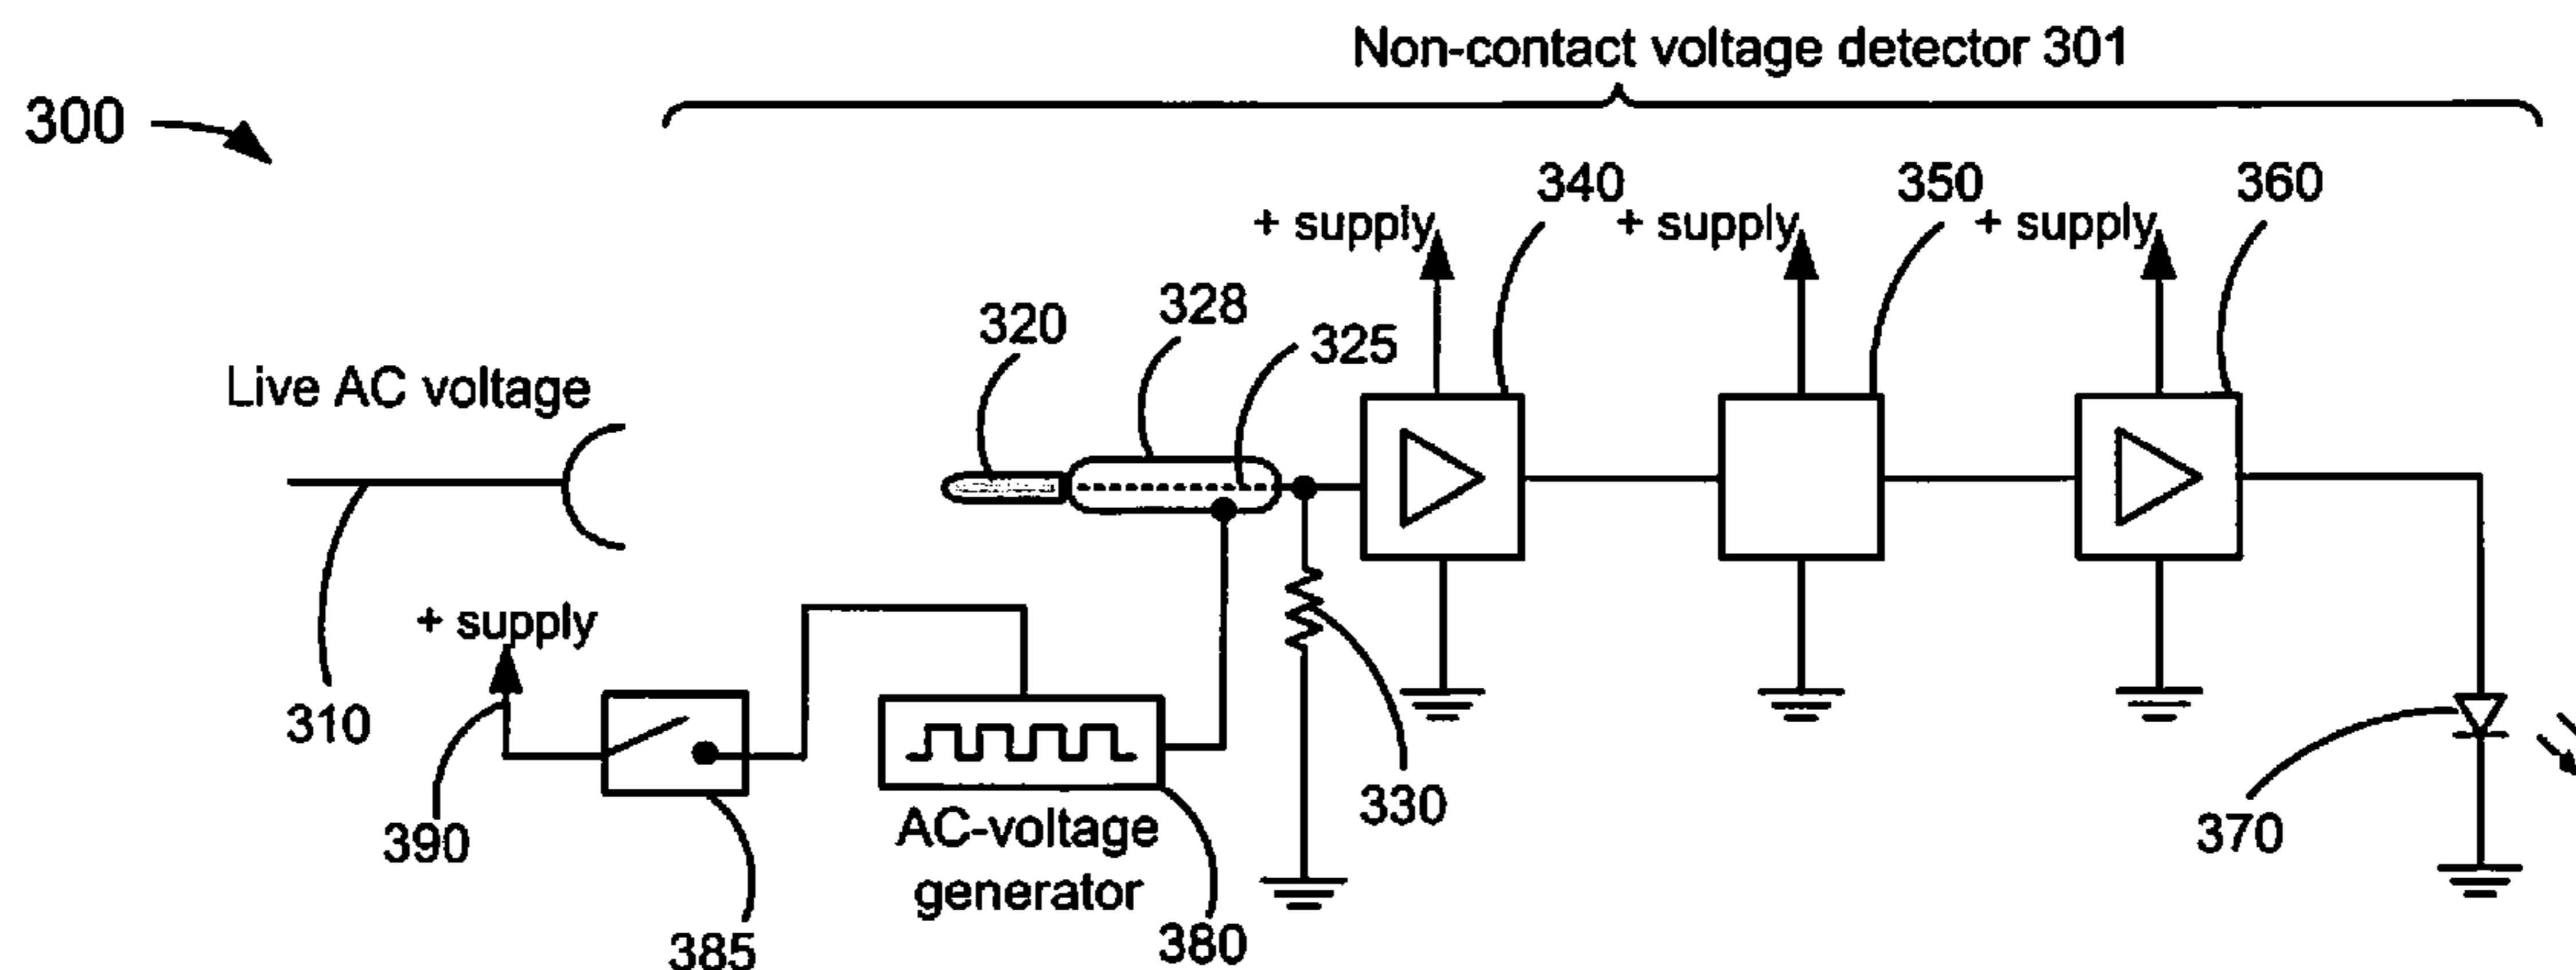 Non-contact voltage detector 301
300
340
350
360
+ supply
+ supply
+ supply
320
328
325
Live AC voltage
+ supply
310
390
AC-voltage
generator
330
370
385
380